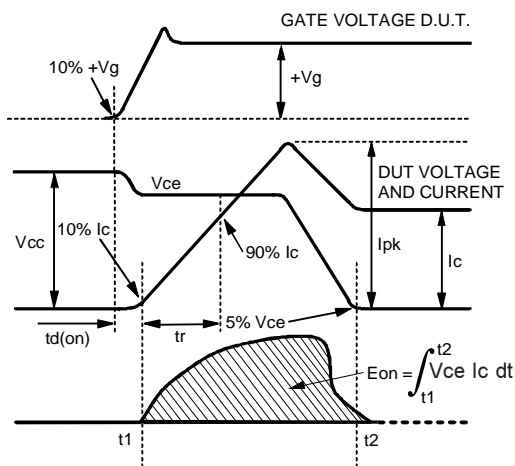 GATE VOLTAGE D.U.T.
10% +Vg
+Vg
Vce
DUT VOLTAGE
AND CURRENT
Vcc
10% Ic
90% Ic
Ipk
Ic
5% Vce
td(on)
tr
Eon = ∫ t1 t2 Vce Ic dt
t1
t2